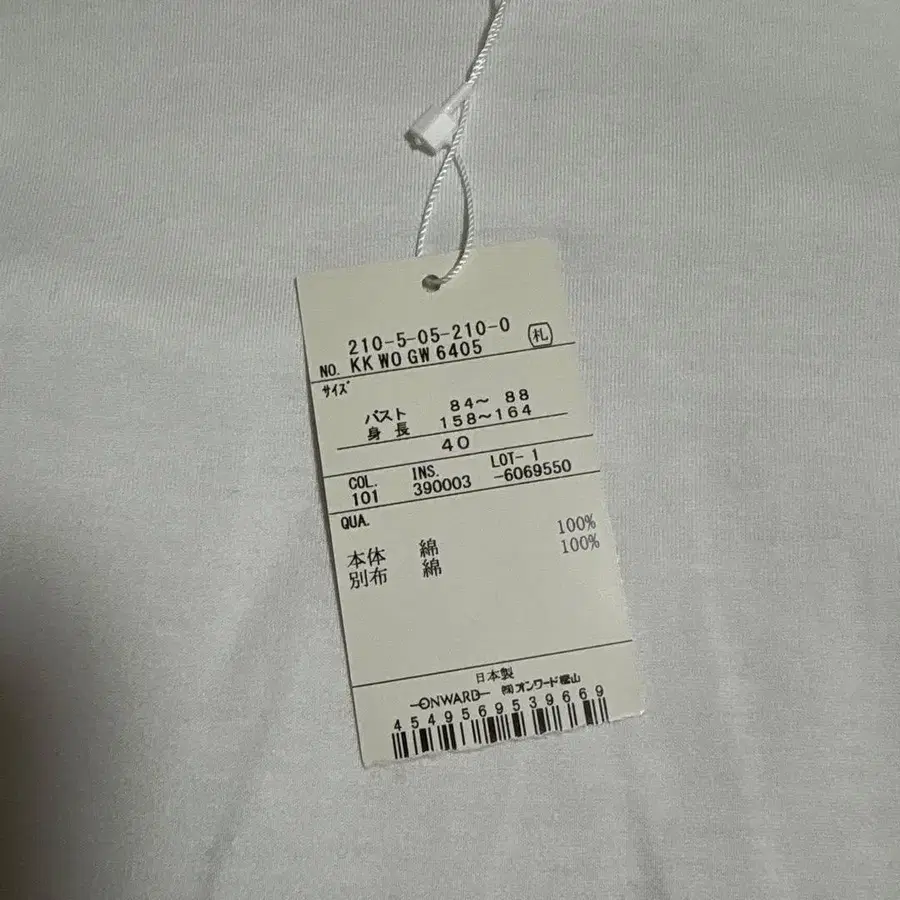 210-5-05-210-0
NO. KK WO GW 6405 札
サイズ
バスト 84〜 88
身長 158〜164
40
COL. INS. LOT- 1
101 390003 -6069550
QUA.
本体 綿 100%
別布 綿 100%
日本製
ONWARD ㈱オンワード樫山
4549569539669